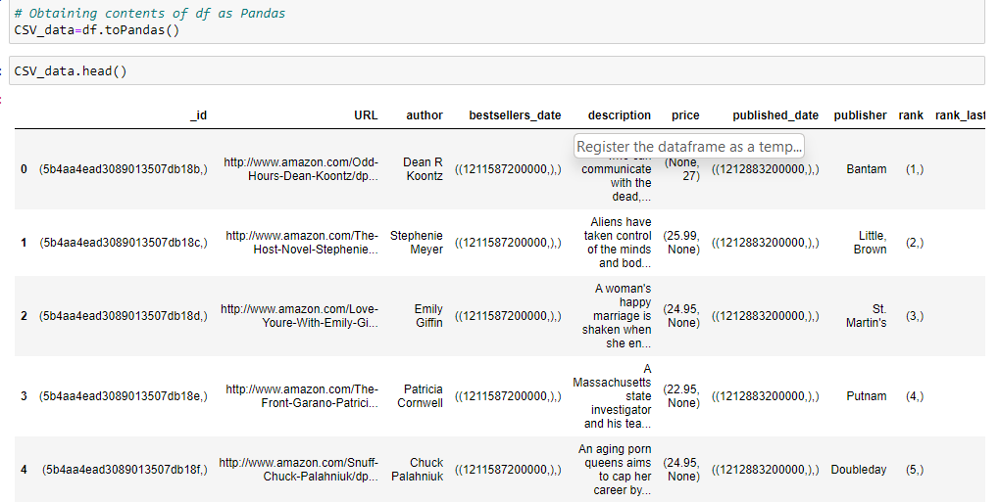 # Obtaining contents of df as Pandas
CSV_data=df.toPandas()
CSV_data.head()
_id URL author bestsellers_date description price published_date publisher rank rank_last
Register the dataframe as a temp...
0 (5b4aa4ead3089013507db18b,) http://www.amazon.com/Odd-Hours-Dean-Koontz/dp... Dean R Koontz ((1211587200000,),) communicate with the dead,... (None, 27) ((1212883200000,),) Bantam (1,)
1 (5b4aa4ead3089013507db18c,) http://www.amazon.com/The-Host-Novel-Stephenie... Stephenie Meyer ((1211587200000,),) Aliens have taken control of the minds and bod... (25.99, None) ((1212883200000,),) Little, Brown (2,)
2 (5b4aa4ead3089013507db18d,) http://www.amazon.com/Love-Youre-With-Emily-Gi... Emily Giffin ((1211587200000,),) A woman's happy marriage is shaken when she en... (24.95, None) ((1212883200000,),) St. Martin's (3,)
3 (5b4aa4ead3089013507db18e,) http://www.amazon.com/The-Front-Garano-Patrici... Patricia Cornwell ((1211587200000,),) A Massachusetts state investigator and his tea... (22.95, None) ((1212883200000,),) Putnam (4,)
4 (5b4aa4ead3089013507db18f,) http://www.amazon.com/Snuff-Chuck-Palahniuk/dp... Chuck Palahniuk ((1211587200000,),) An aging porn queens aims to cap her career by... (24.95, None) ((1212883200000,),) Doubleday (5,)